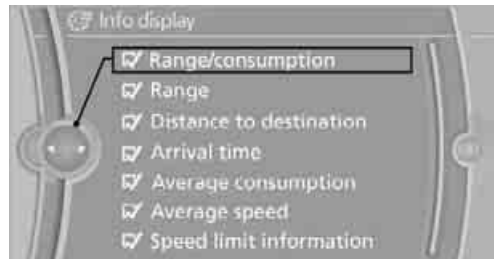 Info display
Range/consumption
Range
Distance to destination
Arrival time
Average consumption
Average speed
Speed limit information